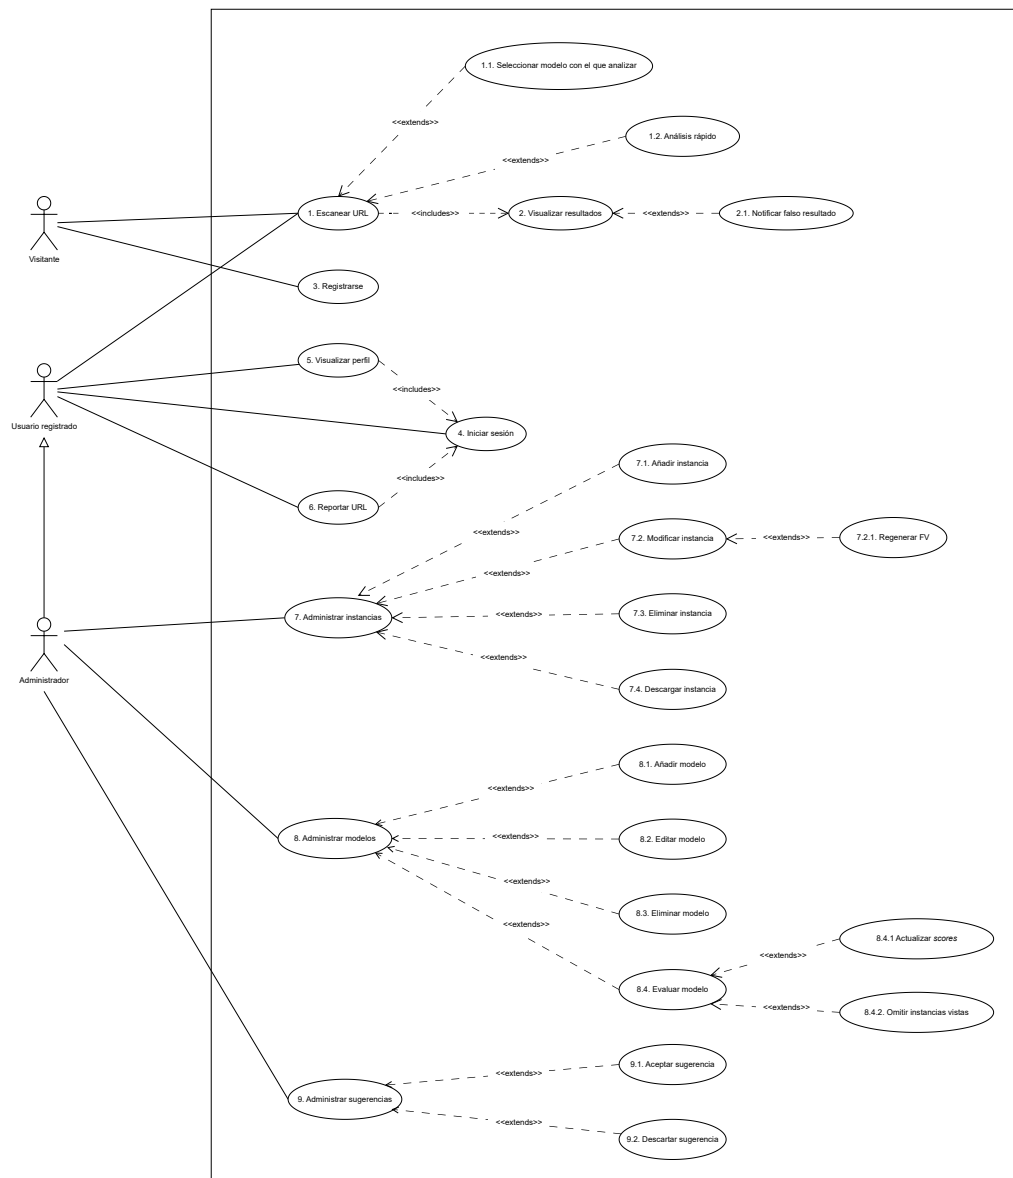 1.1. Seleccionar modelo con el que analizar
<<extends>>
1.2. Análisis rápido
<<extends>>
Visitante
1. Escanear URL
<<includes>>
2. Visualizar resultados
<<extends>>
2.1. Notificar falso resultado
3. Registrarse
5. Visualizar perfil
<<includes>>
Usuario registrado
4. Iniciar sesión
<<includes>>
6. Reportar URL
7.1. Añadir instancia
<<extends>>
7.2. Modificar instancia
<<extends>>
7.2.1. Regenerar FV
<<extends>>
7. Administrar instancias
<<extends>>
7.3. Eliminar instancia
<<extends>>
7.4. Descargar instancia
Administrador
8.1. Añadir modelo
<<extends>>
8. Administrar modelos
<<extends>>
8.2. Editar modelo
<<extends>>
8.3. Eliminar modelo
<<extends>>
8.4. Evaluar modelo
<<extends>>
8.4.1 Actualizar scores
<<extends>>
8.4.2. Omitir instancias vistas
9. Administrar sugerencias
<<extends>>
9.1. Aceptar sugerencia
<<extends>>
9.2. Descartar sugerencia